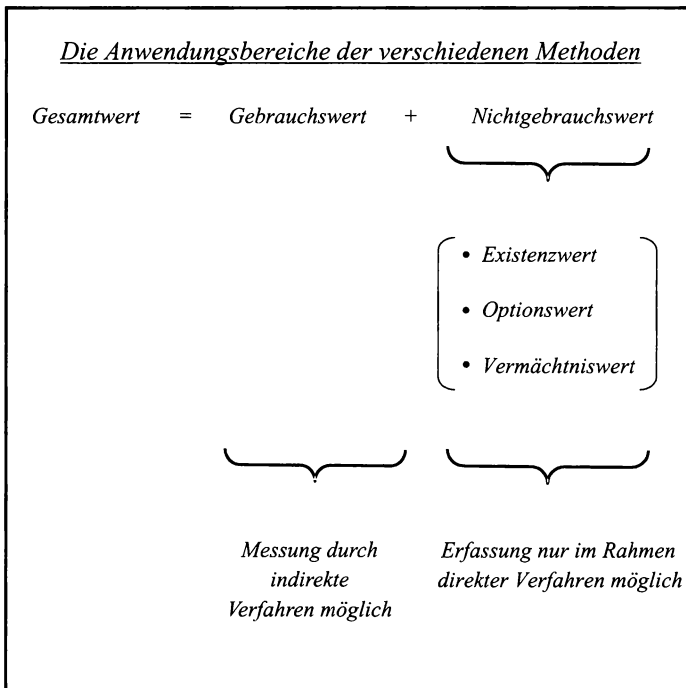 Die Anwendungsbereiche der verschiedenen Methoden
Gesamtwert = Gebrauchswert + Nichtgebrauchswert
• Existenzwert
• Optionswert
• Vermächtniswert
Messung durch
indirekte
Verfahren möglich
Erfassung nur im Rahmen
direkter Verfahren möglich